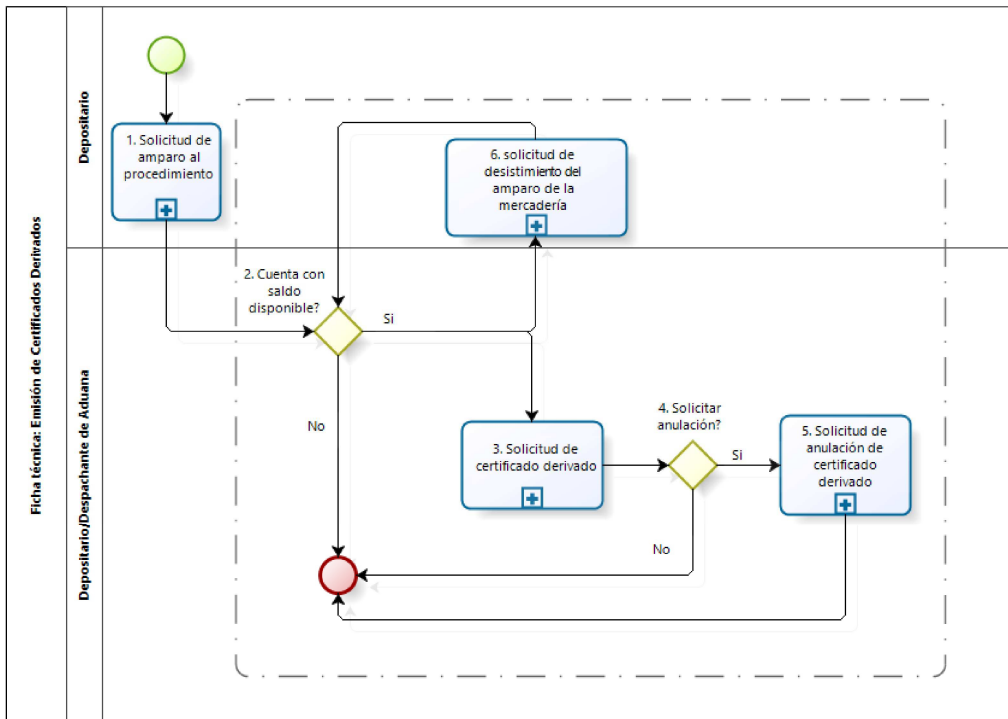 Ficha técnica: Emisión de Certificados Derivados
Depositario
1. Solicitud de
amparo al
procedimiento
6. solicitud de
desistimiento del
amparo de la
mercadería
Depositario/Despachante de Aduana
2. Cuenta con
saldo
disponible?
Si
No
3. Solicitud de
certificado derivado
4. Solicitar
anulación?
Si
No
5. Solicitud de
anulación de
certificado
derivado